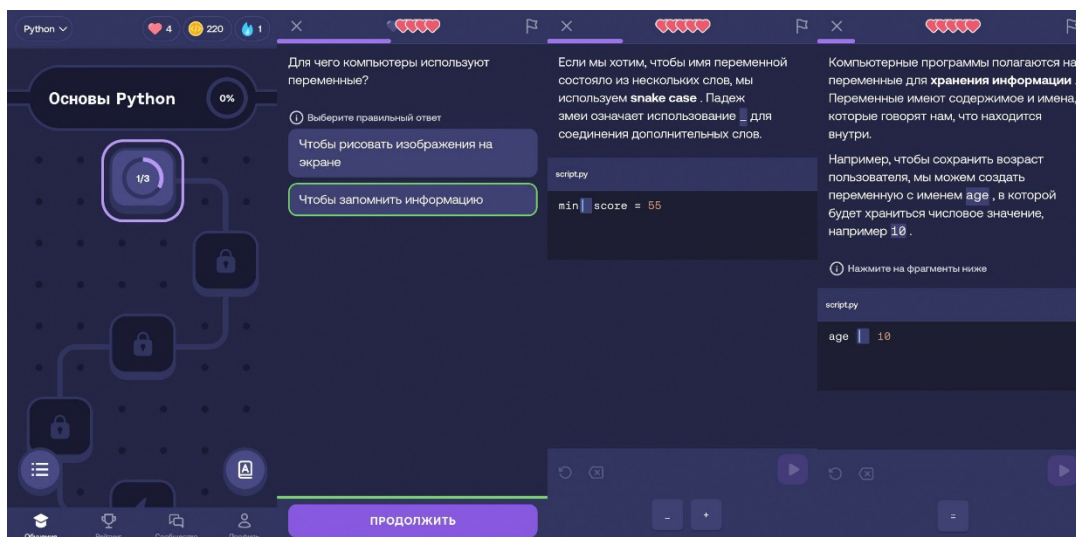 Python
4
220
1
Основы Python
0%
1/3
Обучение
Рейтинг
Сообщество
Профиль
Для чего компьютеры используют
переменные?
Выберите правильный ответ
Чтобы рисовать изображения на
экране
Чтобы запомнить информацию
ПРОДОЛЖИТЬ
Если мы хотим, чтобы имя переменной
состояло из нескольких слов, мы
используем snake case . Падеж
змеи означает использование _ для
соединения дополнительных слов.
script.py
min score = 55
_ +
Компьютерные программы полагаются на
переменные для хранения информации .
Переменные имеют содержимое и имена,
которые говорят нам, что находится
внутри.
Например, чтобы сохранить возраст
пользователя, мы можем создать
переменную с именем age , в которой
будет храниться числовое значение,
например 10 .
Нажмите на фрагменты ниже
script.py
age 10
=